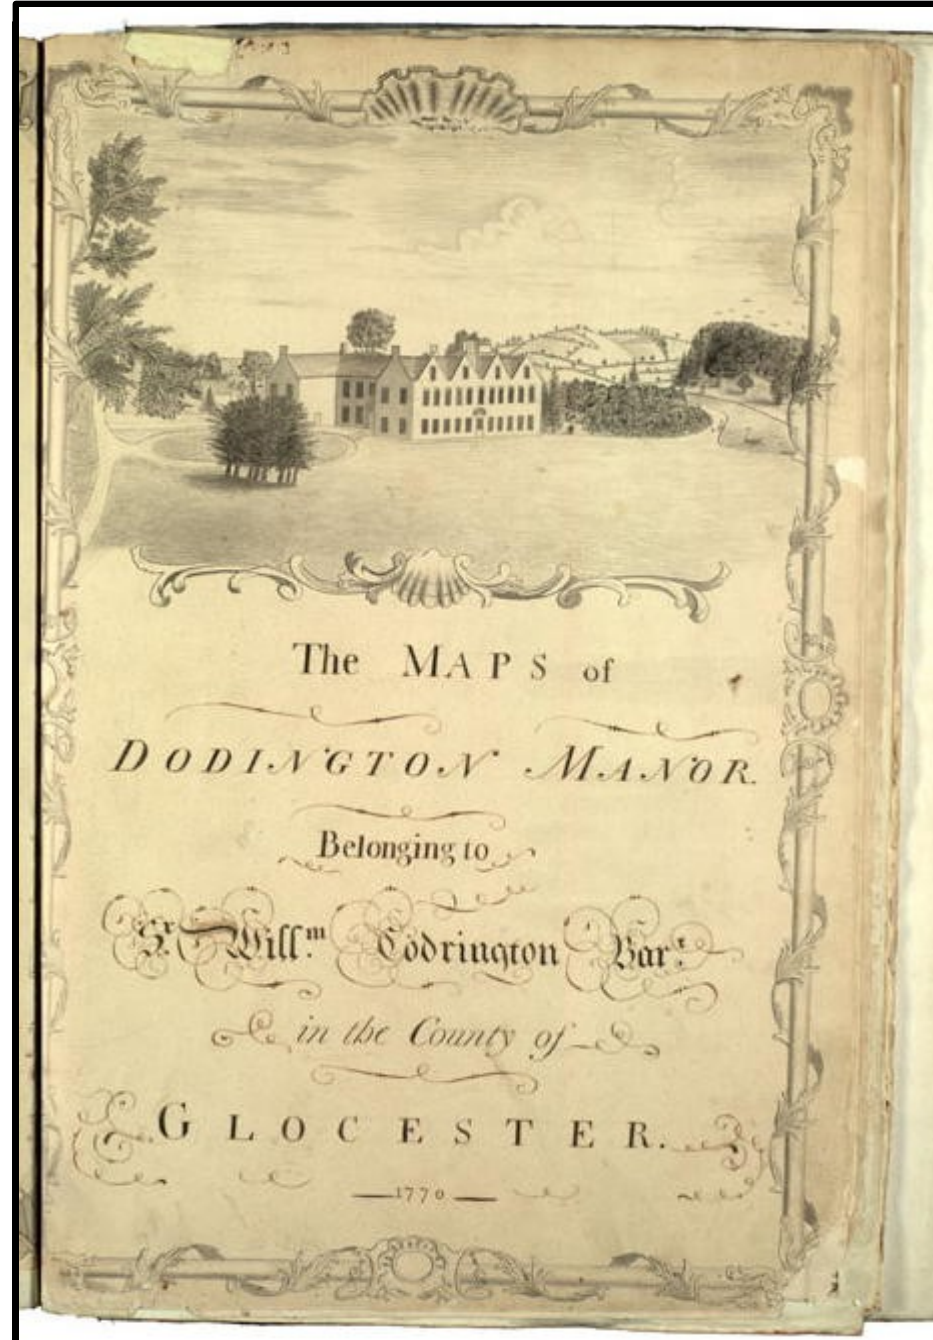 The MAPS of
DODINGTON MANOR.
Belonging to
Sr. Willm. Codrington Bart.
in the County of
GLOCESTER.
1770